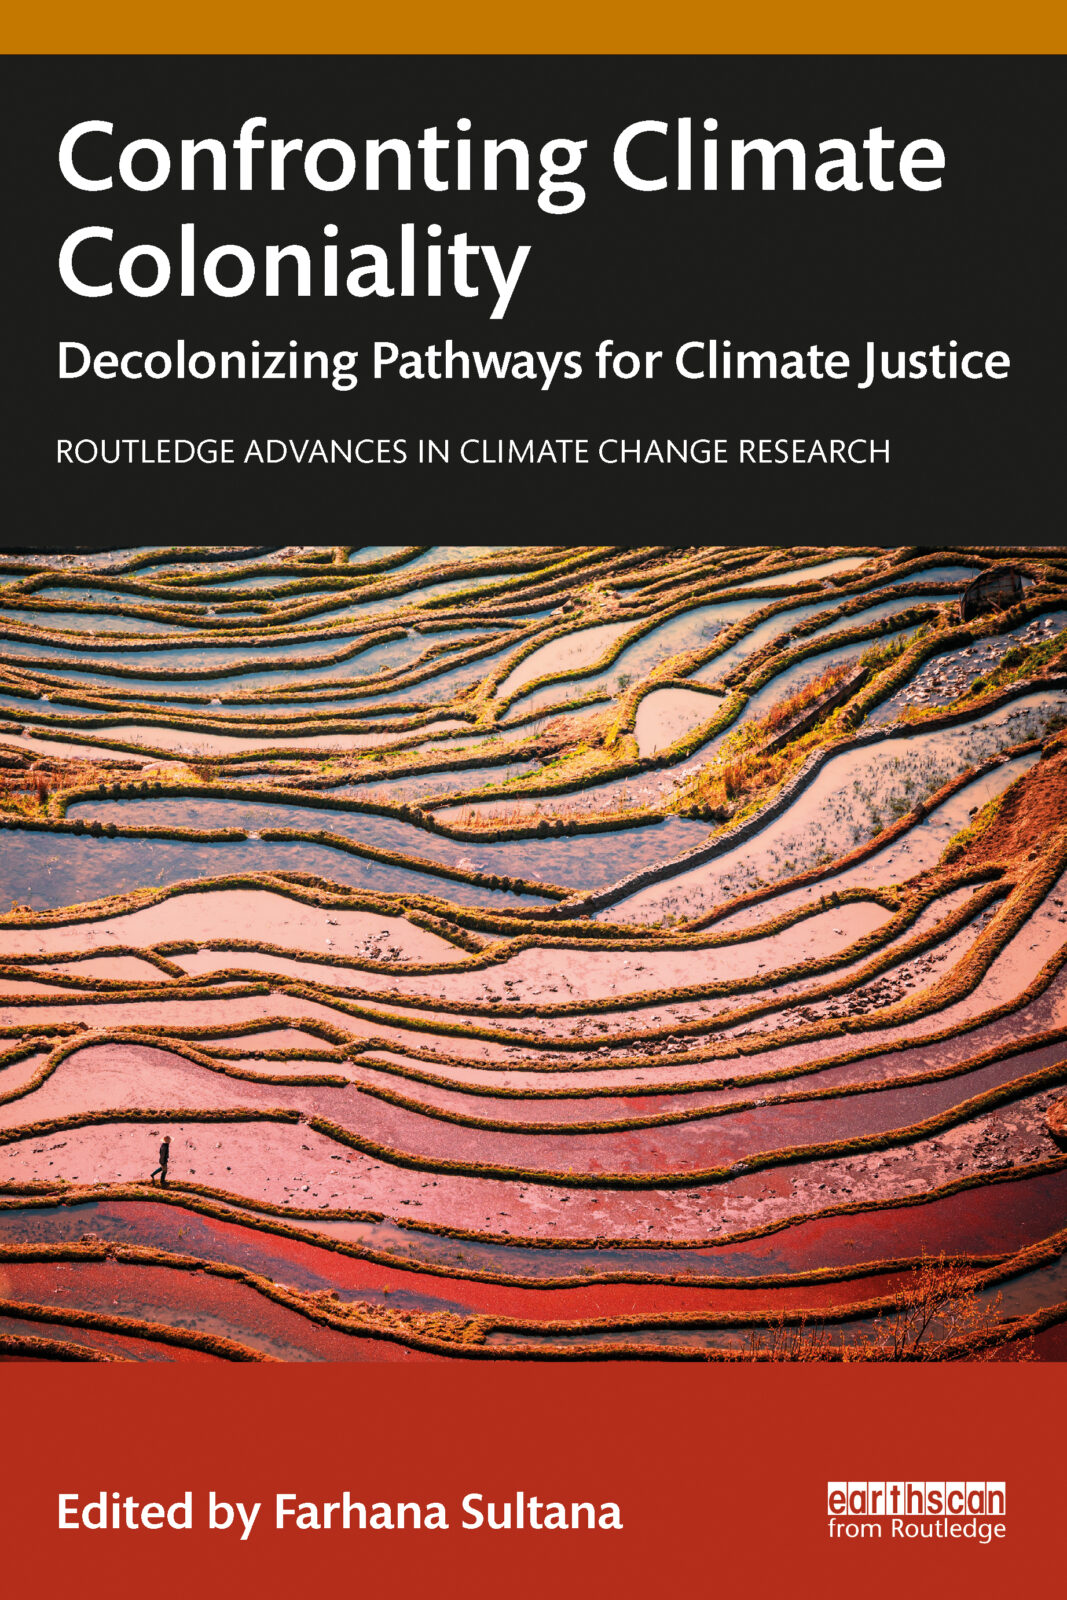 Confronting Climate
Coloniality
Decolonizing Pathways for Climate Justice
ROUTLEDGE ADVANCES IN CLIMATE CHANGE RESEARCH
Edited by Farhana Sultana
earthscan
from Routledge